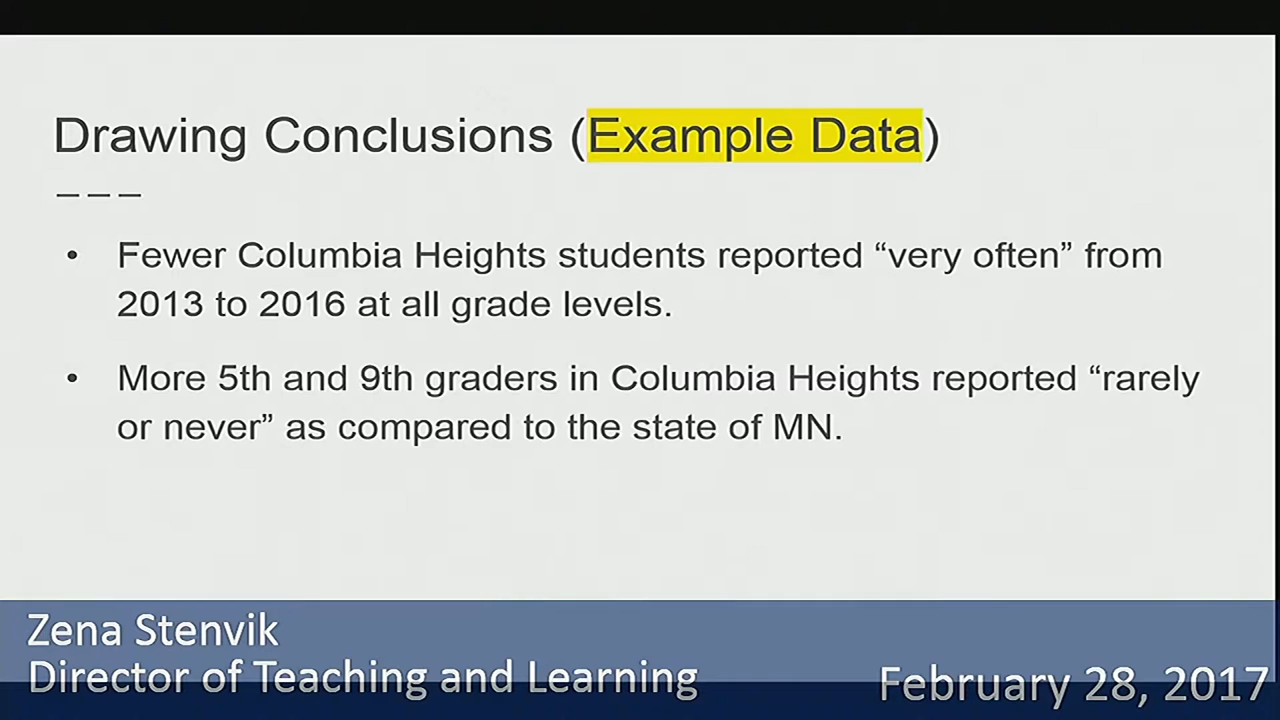 Drawing Conclusions (Example Data)
• Fewer Columbia Heights students reported “very often” from
2013 to 2016 at all grade levels.
• More 5th and 9th graders in Columbia Heights reported “rarely
or never” as compared to the state of MN.
Zena Stenvik
Director of Teaching and Learning
February 28, 2017